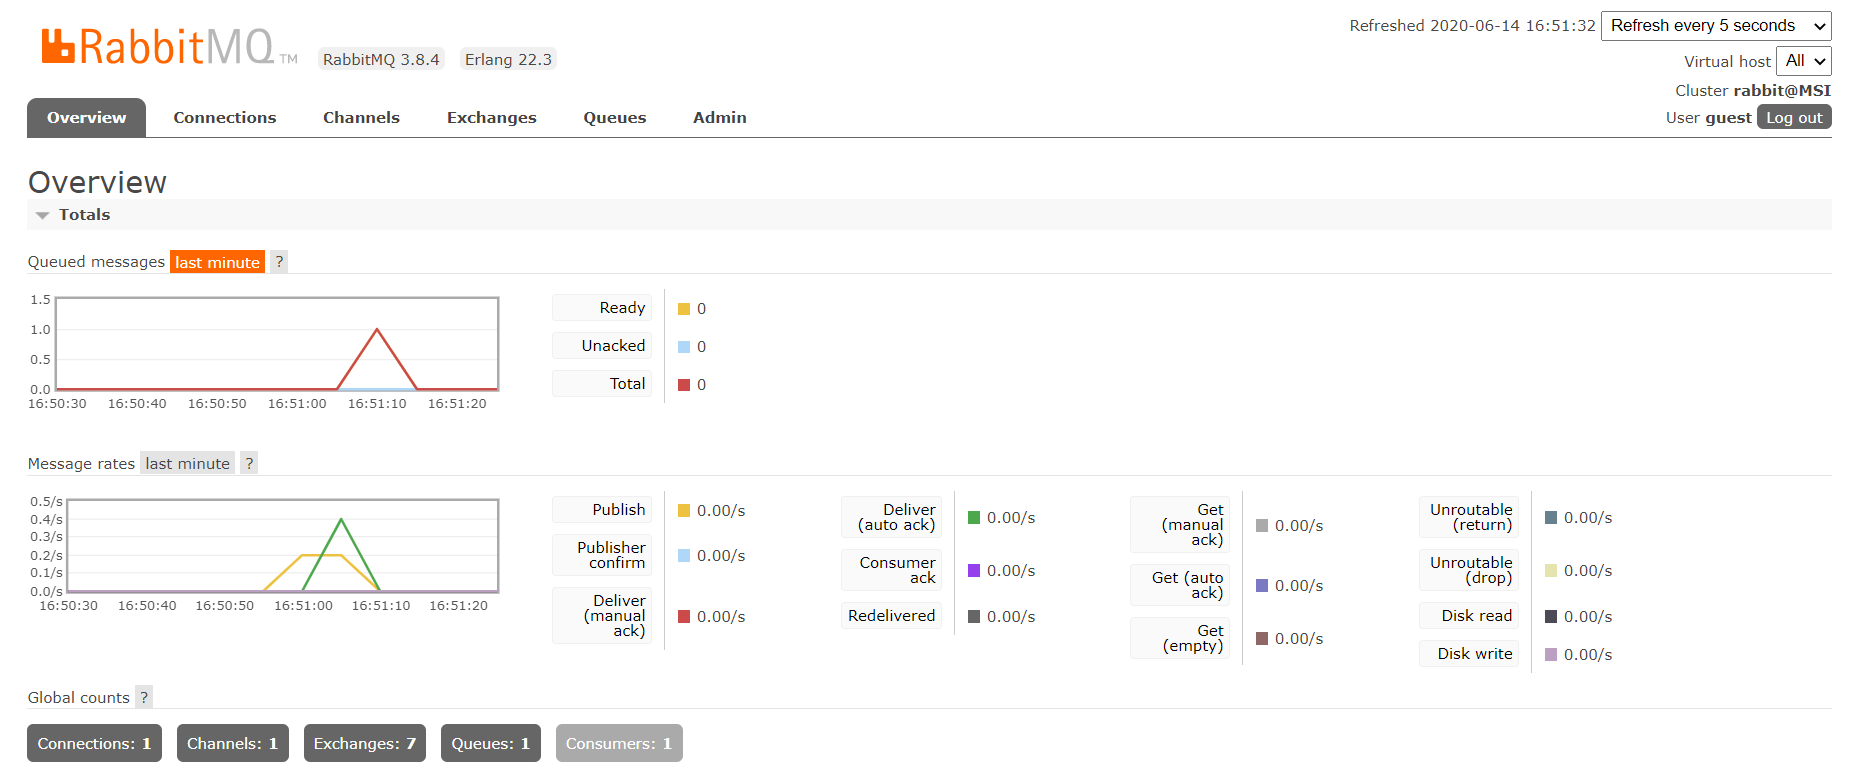 Refreshed 2020-06-14 16:51:32 Refresh every 5 seconds
RabbitMQ TM RabbitMQ 3.8.4 Erlang 22.3
Virtual host All
Cluster rabbit@MSI
Overview Connections Channels Exchanges Queues Admin
User guest Log out
Overview
Totals
Queued messages last minute ?
1.5
1.0
0.5
0.0
16:50:30 16:50:40 16:50:50 16:51:00 16:51:10 16:51:20
Ready 0
Unacked 0
Total 0
Message rates last minute ?
0.5/s
0.4/s
0.3/s
0.2/s
0.1/s
0.0/s
16:50:30 16:50:40 16:50:50 16:51:00 16:51:10 16:51:20
Publish 0.00/s
Publisher
confirm 0.00/s
Deliver
(manual
ack) 0.00/s
Deliver
(auto ack) 0.00/s
Consumer
ack 0.00/s
Redelivered 0.00/s
Get
(manual
ack) 0.00/s
Get (auto
ack) 0.00/s
Get
(empty) 0.00/s
Unroutable
(return) 0.00/s
Unroutable
(drop) 0.00/s
Disk read 0.00/s
Disk write 0.00/s
Global counts ?
Connections: 1 Channels: 1 Exchanges: 7 Queues: 1 Consumers: 1